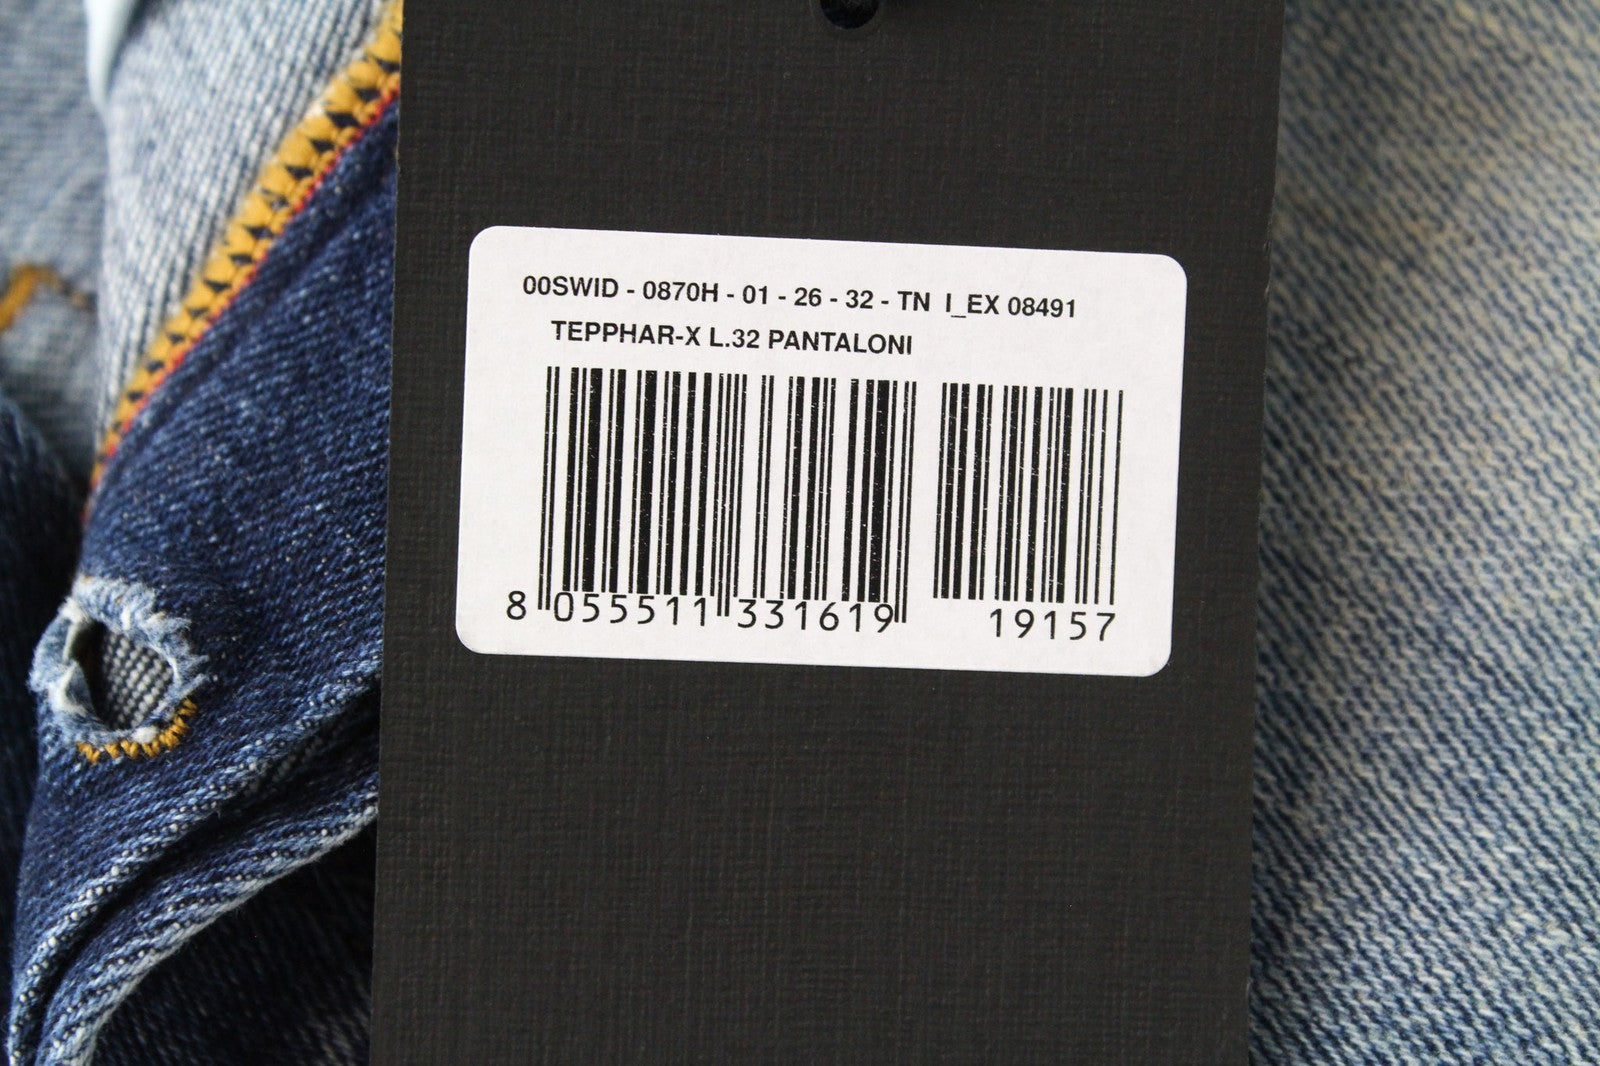 00SWID - 0870H - 01 - 26 - 32 - TN I_EX 08491
TEPPHAR-X L.32 PANTALONI
8 055511 331619 19157